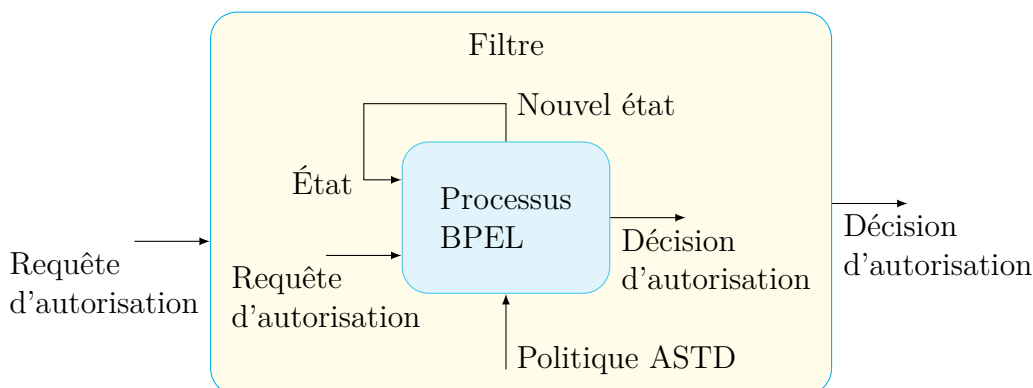 Filtre
Nouvel état
État
Processus
BPEL
Requête
d'autorisation
Requête
d'autorisation
Décision
d'autorisation
Décision
d'autorisation
Politique ASTD